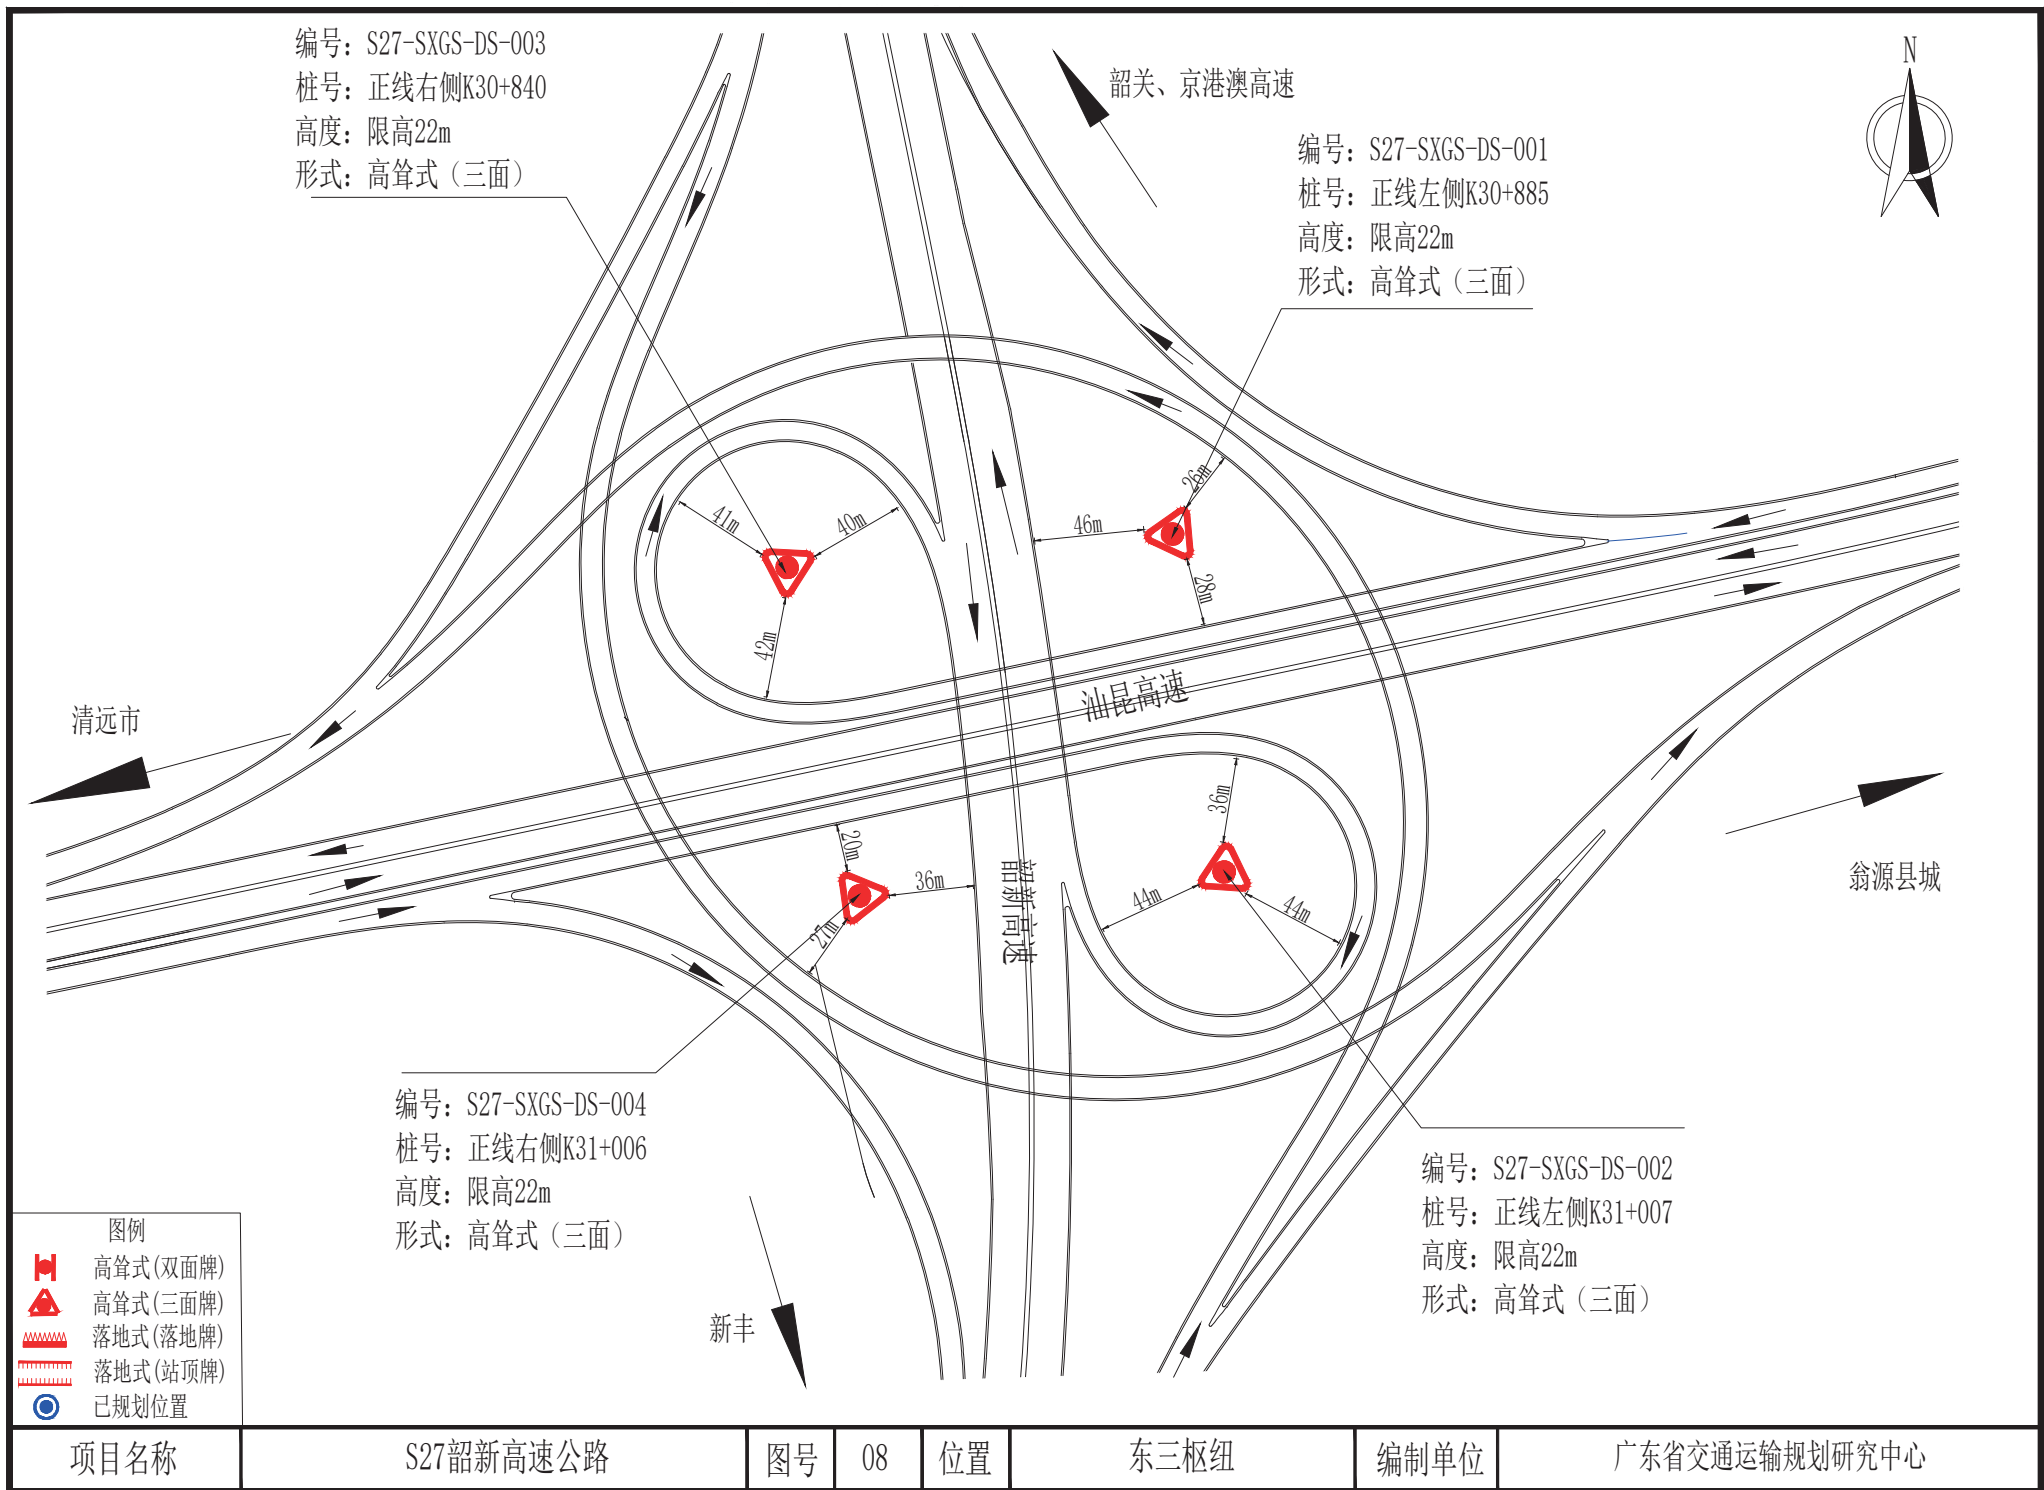 编号：S27-SXGS-DS-003
桩号：正线右侧K30+840
高度：限高22m
形式：高耸式（三面）
韶关、京港澳高速
N
编号：S27-SXGS-DS-001
桩号：正线左侧K30+885
高度：限高22m
形式：高耸式（三面）
41m
40m
42m
46m
26m
28m
汕昆高速
清远市
20m
36m
27m
韶新高速
36m
44m
44m
翁源县城
编号：S27-SXGS-DS-004
桩号：正线右侧K31+006
高度：限高22m
形式：高耸式（三面）
编号：S27-SXGS-DS-002
桩号：正线左侧K31+007
高度：限高22m
形式：高耸式（三面）
新丰
图例
高耸式(双面牌)
高耸式(三面牌)
落地式(落地牌)
落地式(站顶牌)
已规划位置
项目名称 S27韶新高速公路 图号 08 位置 东三枢纽 编制单位 广东省交通运输规划研究中心